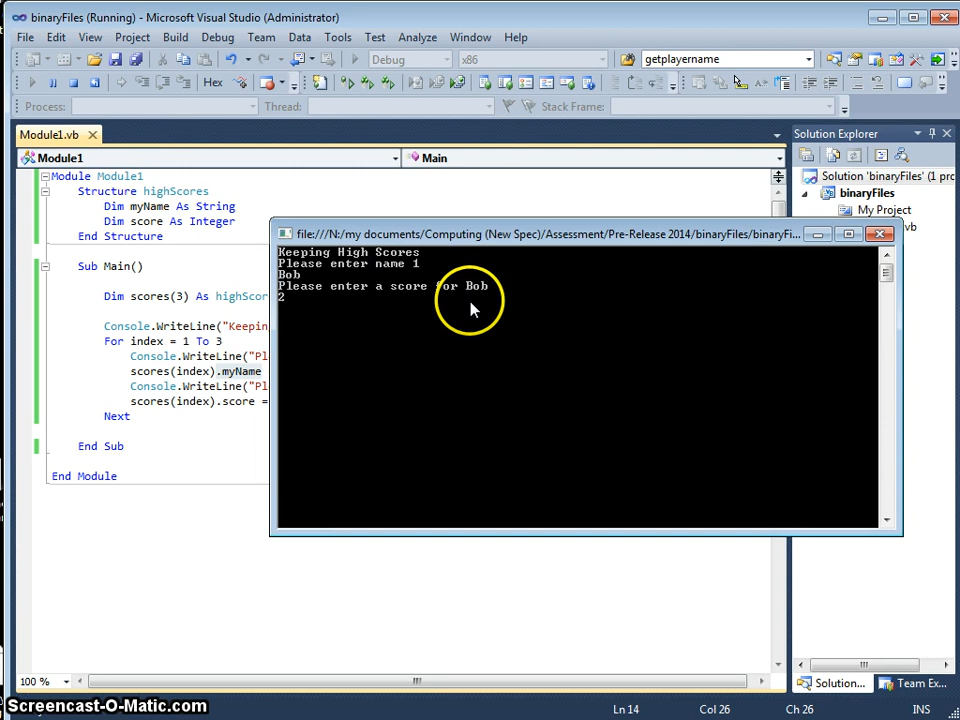 binaryFiles (Running) - Microsoft Visual Studio (Administrator)
File Edit View Project Build Debug Team Data Tools Test Analyze Window Help
Debug x86 getplayername
Hex
Process: Thread: Stack Frame:
Module1.vb
Solution Explorer
Module1 Main
Module Module1
Structure highScores
Dim myName As String
Dim score As Integer
End Structure
Sub Main()
Dim scores(3) As highScor
Console.WriteLine("Keepin
For index = 1 To 3
Console.WriteLine("Pl
scores(index).myName
Console.WriteLine("Pl
scores(index).score =
Next
End Sub
End Module
Solution 'binaryFiles' (1 pro
binaryFiles
My Project
vb
file:///N:/my documents/Computing (New Spec)/Assessment/Pre-Release 2014/binaryFiles/binaryFi...
Keeping High Scores
Please enter name 1
Bob
Please enter a score for Bob
2
100 %
Solution... Team Ex...
Ln 14 Col 26 Ch 26 INS
Screencast-O-Matic.com